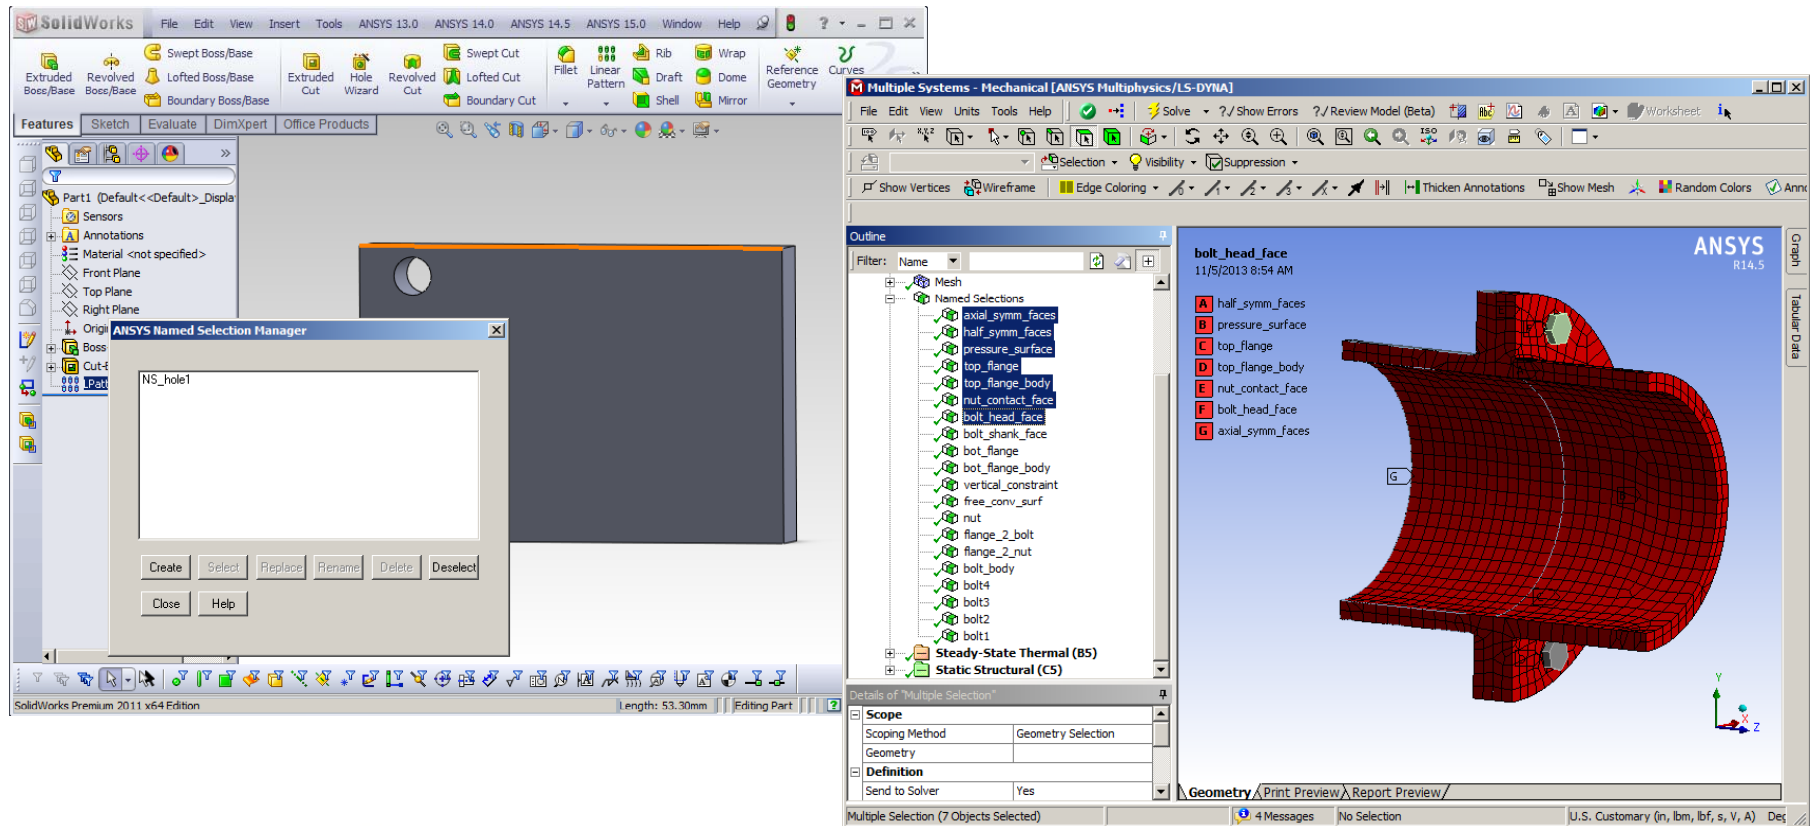 SolidWorks File Edit View Insert Tools ANSYS 13.0 ANSYS 14.0 ANSYS 14.5 ANSYS 15.0 Window Help
Extruded Boss/Base
Revolved Boss/Base
Swept Boss/Base
Lofted Boss/Base
Boundary Boss/Base
Extruded Cut
Hole Wizard
Revolved Cut
Swept Cut
Lofted Cut
Boundary Cut
Fillet
Linear Pattern
Rib
Draft
Shell
Wrap
Dome
Mirror
Reference Geometry
Curves
Features Sketch Evaluate DimXpert Office Products
Part1 (Default<<Default>_Displa
Sensors
Annotations
Material <not specified>
Front Plane
Top Plane
Right Plane
Origi
Boss
Cut-E
LPatt
ANSYS Named Selection Manager
NS_hole1
Create Select Replace Rename Delete Deselect
Close Help
SolidWorks Premium 2011 x64 Edition Length: 53.30mm Editing Part
Multiple Systems - Mechanical [ANSYS Multiphysics/LS-DYNA]
File Edit View Units Tools Help Solve ?/ Show Errors ?/ Review Model (Beta) Worksheet
Selection Visibility Suppression
Show Vertices Wireframe Edge Coloring Thicken Annotations Show Mesh Random Colors Anno
Outline
Filter: Name
Mesh
Named Selections
axial_symm_faces
half_symm_faces
pressure_surface
top_flange
top_flange_body
nut_contact_face
bolt_head_face
bolt_shank_face
bot_flange
bot_flange_body
vertical_constraint
free_conv_surf
nut
flange_2_bolt
flange_2_nut
bolt_body
bolt4
bolt3
bolt2
bolt1
Steady-State Thermal (B5)
Static Structural (C5)
Details of "Multiple Selection"
Scope
Scoping Method Geometry Selection
Geometry
Definition
Send to Solver Yes
bolt_head_face
11/5/2013 8:54 AM
A half_symm_faces
B pressure_surface
C top_flange
D top_flange_body
E nut_contact_face
F bolt_head_face
G axial_symm_faces
ANSYS
R14.5
G
Y
X
Z
Graph
Tabular Data
Geometry Print Preview Report Preview
Multiple Selection (7 Objects Selected) 4 Messages No Selection U.S. Customary (in, lbm, lbf, s, V, A) Deg